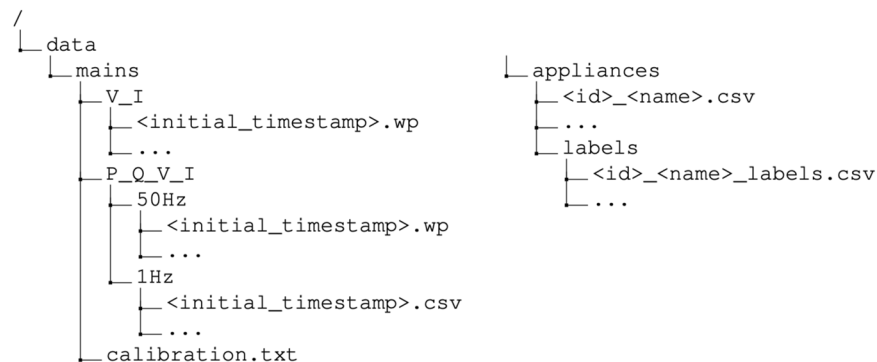 /
data
mains
V_I
<initial_timestamp>.wp
...
P_Q_V_I
50Hz
<initial_timestamp>.wp
...
1Hz
<initial_timestamp>.csv
...
calibration.txt
appliances
<id>_<name>.csv
...
labels
<id>_<name>_labels.csv
...